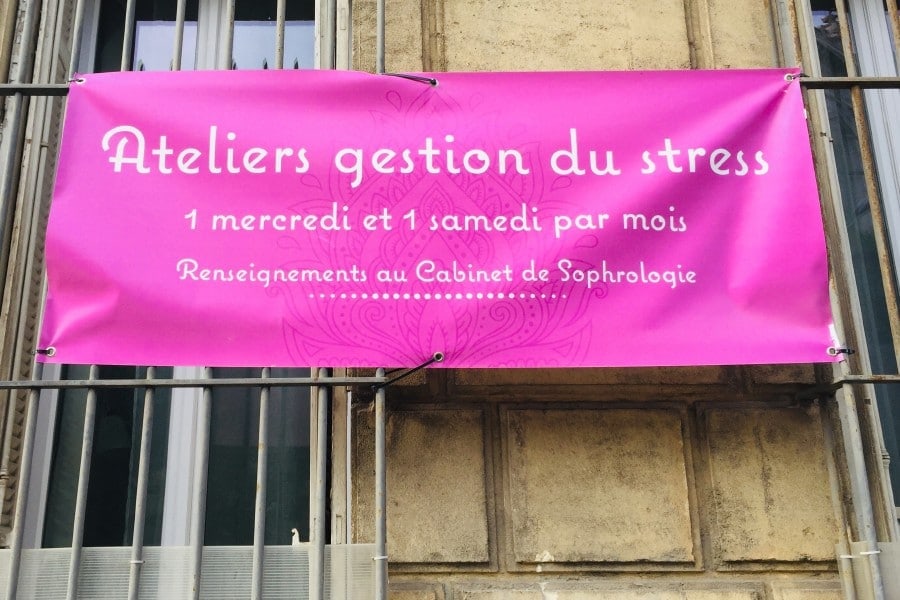 Ateliers gestion du stress
1 mercredi et 1 samedi par mois
Renseignements au Cabinet de Sophrologie